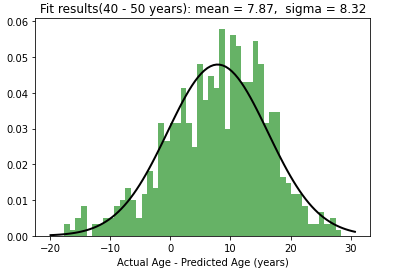 Fit results(40 - 50 years): mean = 7.87,  sigma = 8.32
0.06
0.05
0.04
0.03
0.02
0.01
0.00
−20 −10 0 10 20 30
Actual Age - Predicted Age (years)